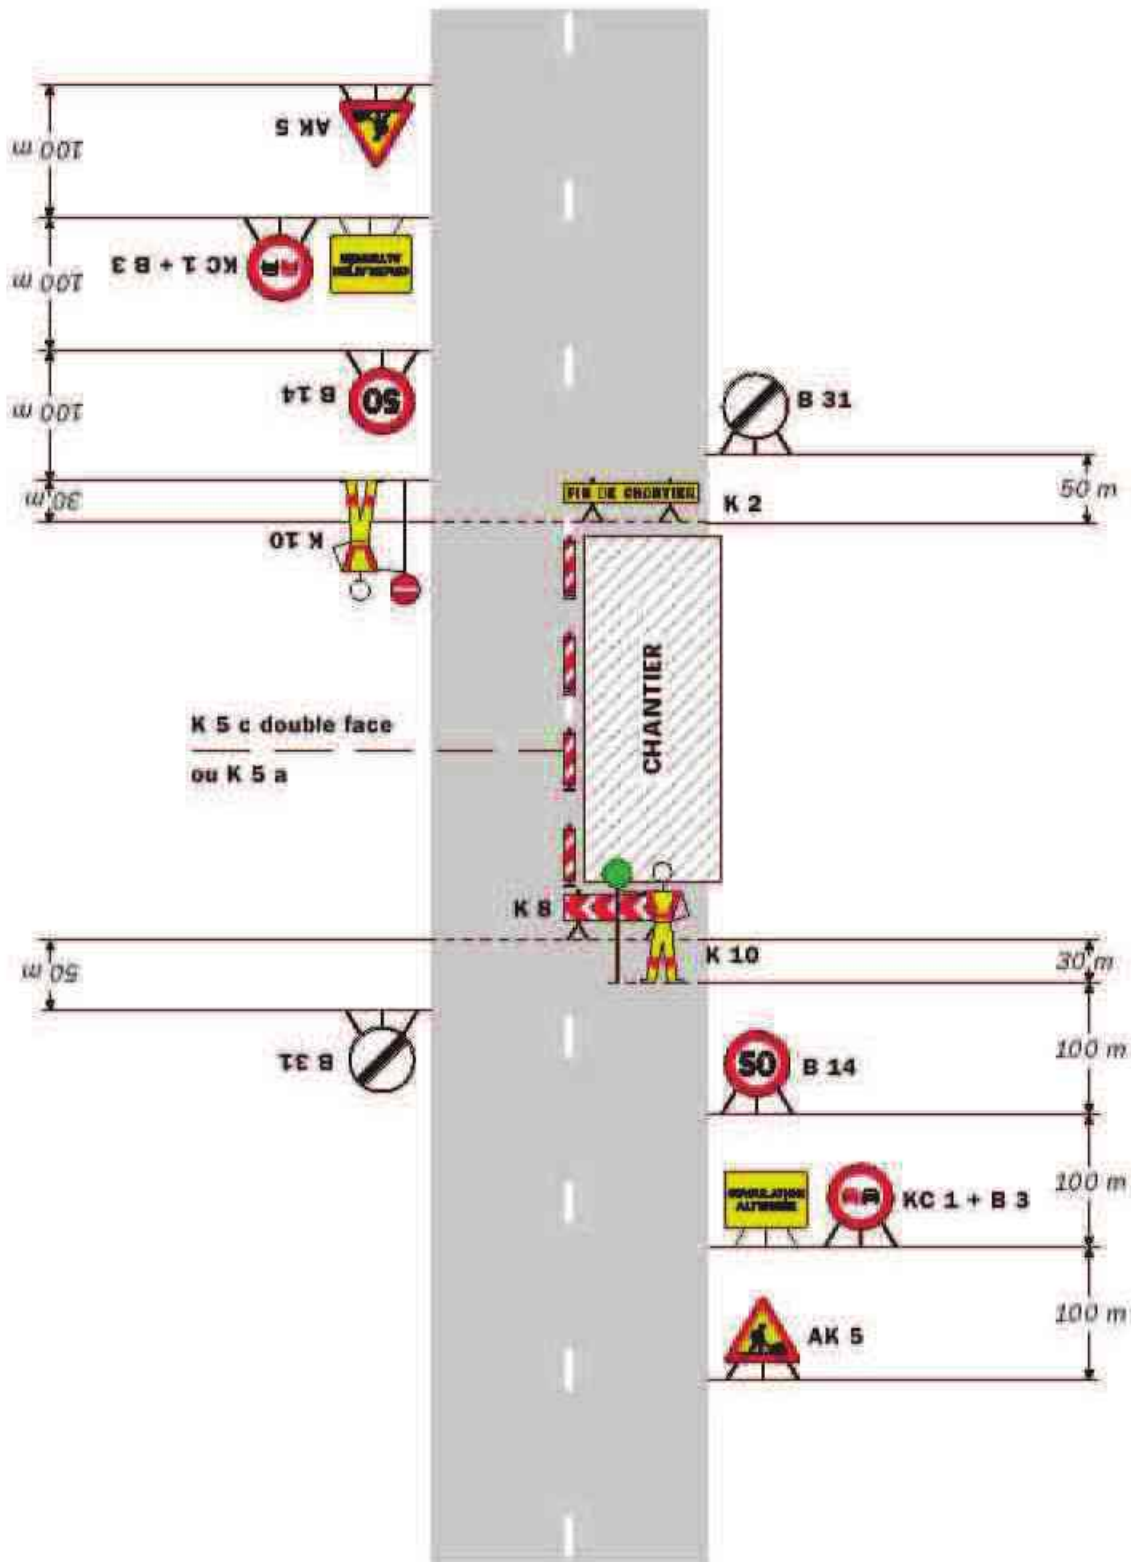 100 m
AK 5
100 m
KC 1 + B 3
100 m
B 14
50
30 m
K 10
B 31
50 m
FIN DE CHANTIER
K 2
CHANTIER
K 5 c double face
ou K 5 a
K 8
K 10
30 m
50 m
B 31
50
B 14
100 m
CIRCULATION
ALTERNÉE
KC 1 + B 3
100 m
AK 5
100 m